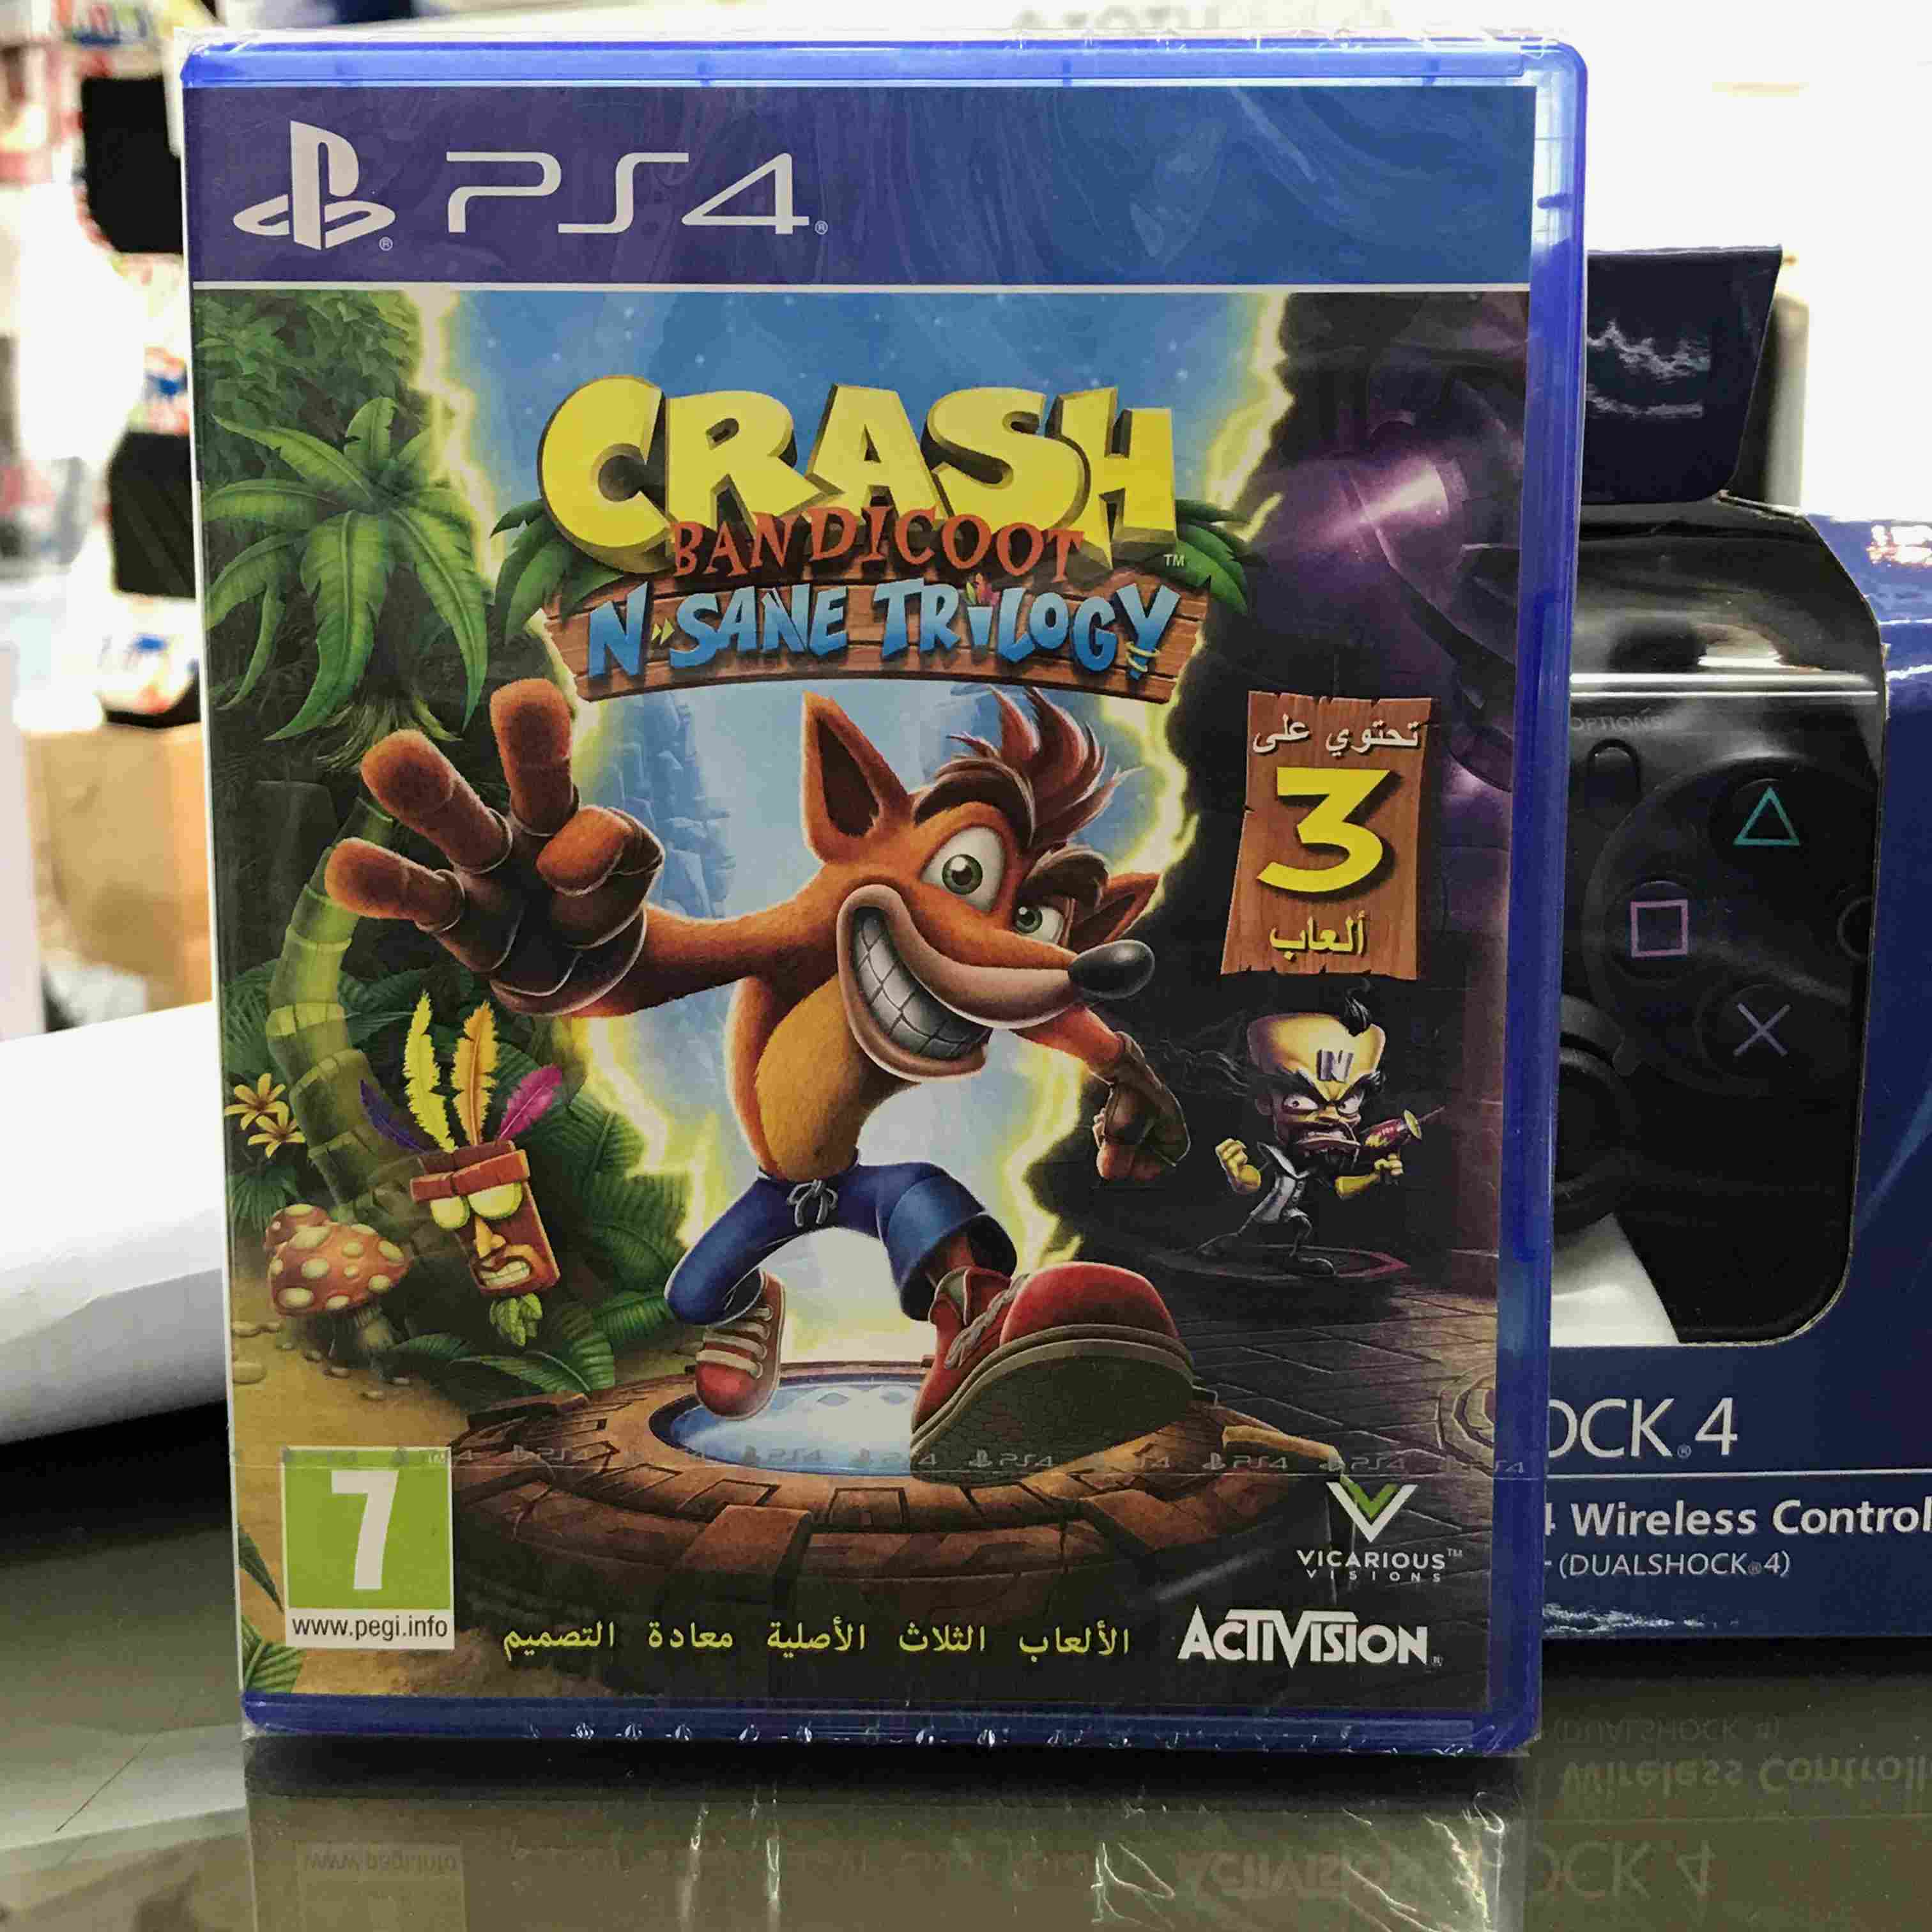 PS4
CRASH
BANDICOOT
N. SANE TRILOGY
تحتوي على
3
ألعاب
N
OPTIONS
7
www.pegi.info
VICARIOUS
VISIONS
الألعاب الثلاث الأصلية معادة التصميم
ACTIVISION
OCK 4
4 Wireless Control
(DUALSHOCK 4)